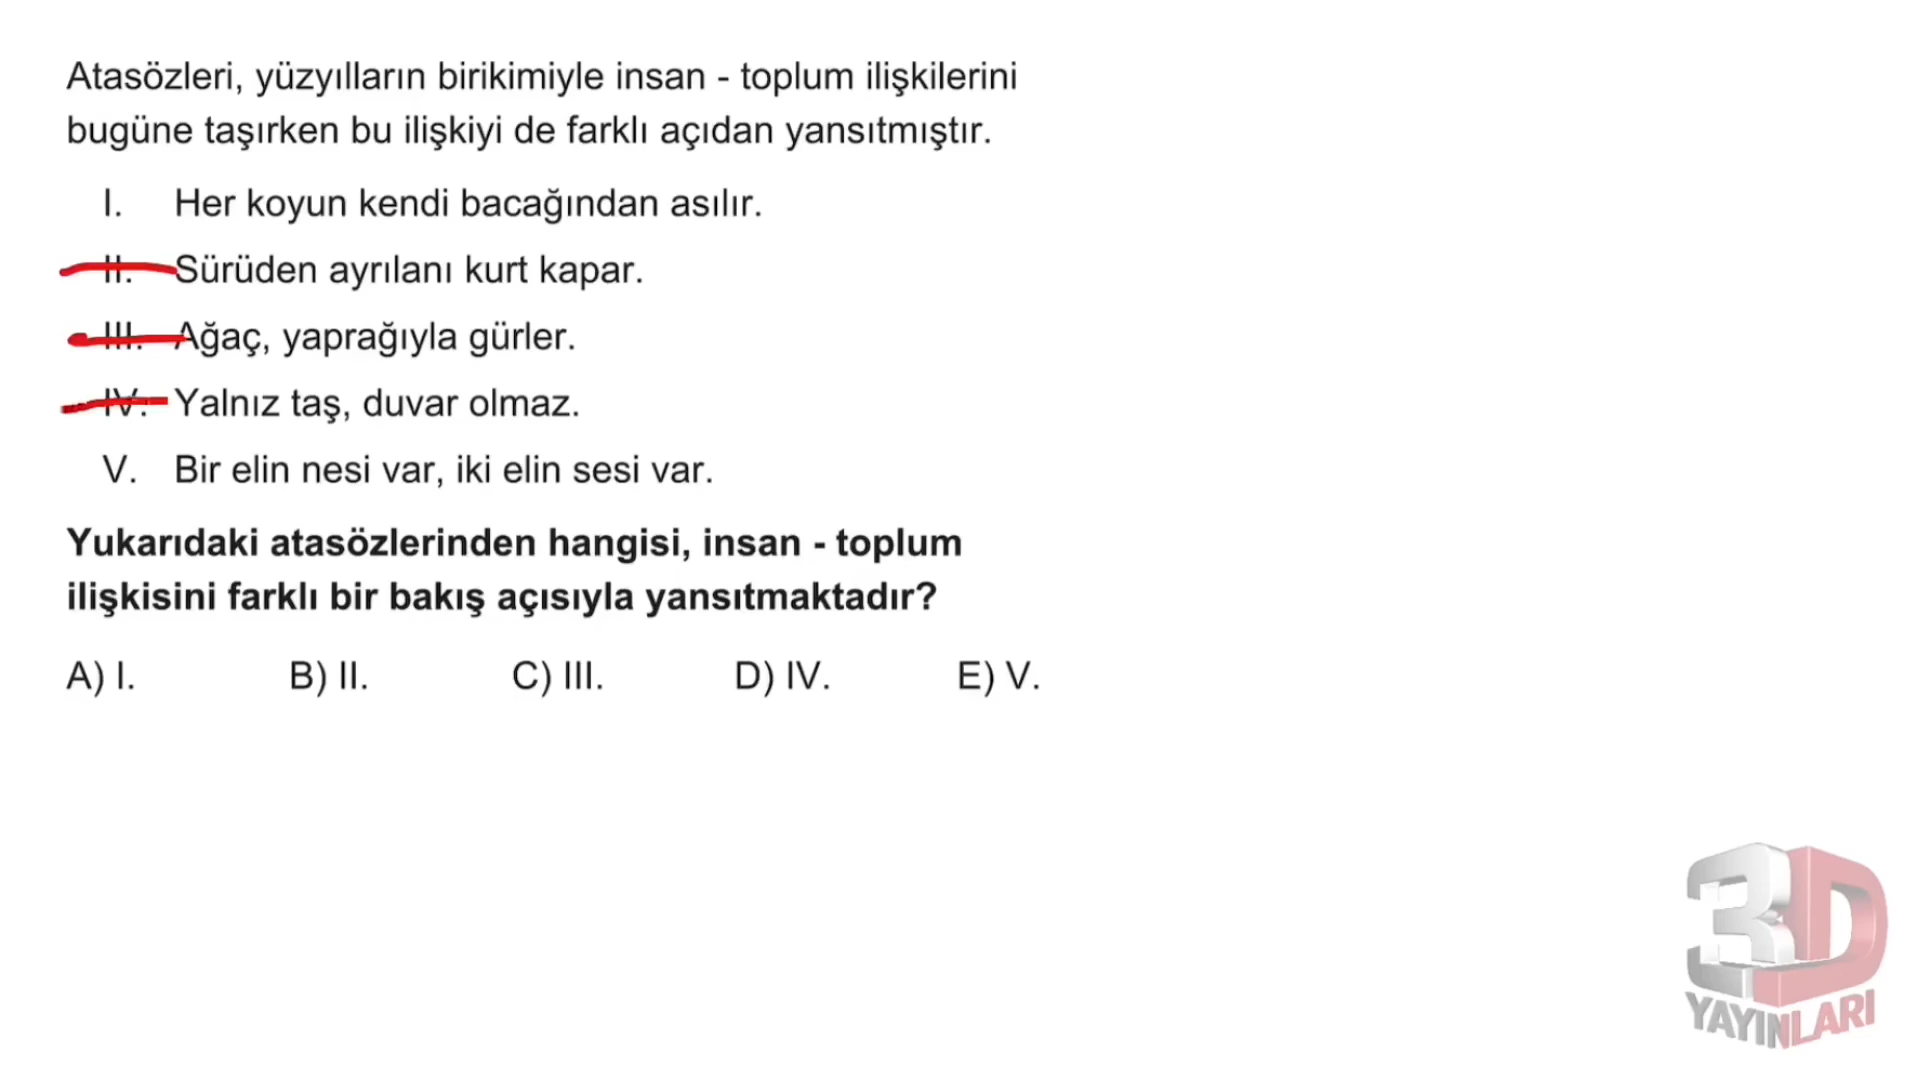 Atasözleri, yüzyılların birikimiyle insan - toplum ilişkilerini
bugüne taşırken bu ilişkiyi de farklı açıdan yansıtmıştır.
I. Her koyun kendi bacağından asılır.
II. Sürüden ayrılanı kurt kapar.
III. Ağaç, yaprağıyla gürler.
IV. Yalnız taş, duvar olmaz.
V. Bir elin nesi var, iki elin sesi var.
Yukarıdaki atasözlerinden hangisi, insan - toplum
ilişkisini farklı bir bakış açısıyla yansıtmaktadır?
A) I. B) II. C) III. D) IV. E) V.
3D
YAYINLARI